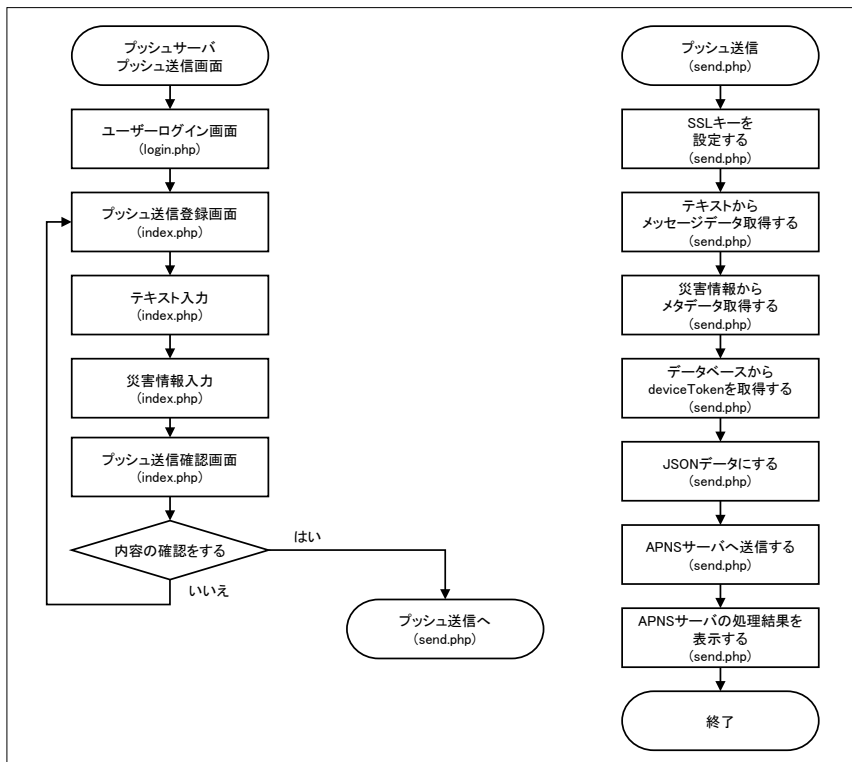 プッシュサーバ
プッシュ送信画面
ユーザーログイン画面
(login.php)
プッシュ送信登録画面
(index.php)
テキスト入力
(index.php)
災害情報入力
(index.php)
プッシュ送信確認画面
(index.php)
内容の確認をする
はい
いいえ
プッシュ送信へ
(send.php)
プッシュ送信
(send.php)
SSLキーを
設定する
(send.php)
テキストから
メッセージデータ取得する
(send.php)
災害情報から
メタデータ取得する
(send.php)
データベースから
deviceTokenを取得する
(send.php)
JSONデータにする
(send.php)
APNSサーバへ送信する
(send.php)
APNSサーバの処理結果を
表示する
(send.php)
終了